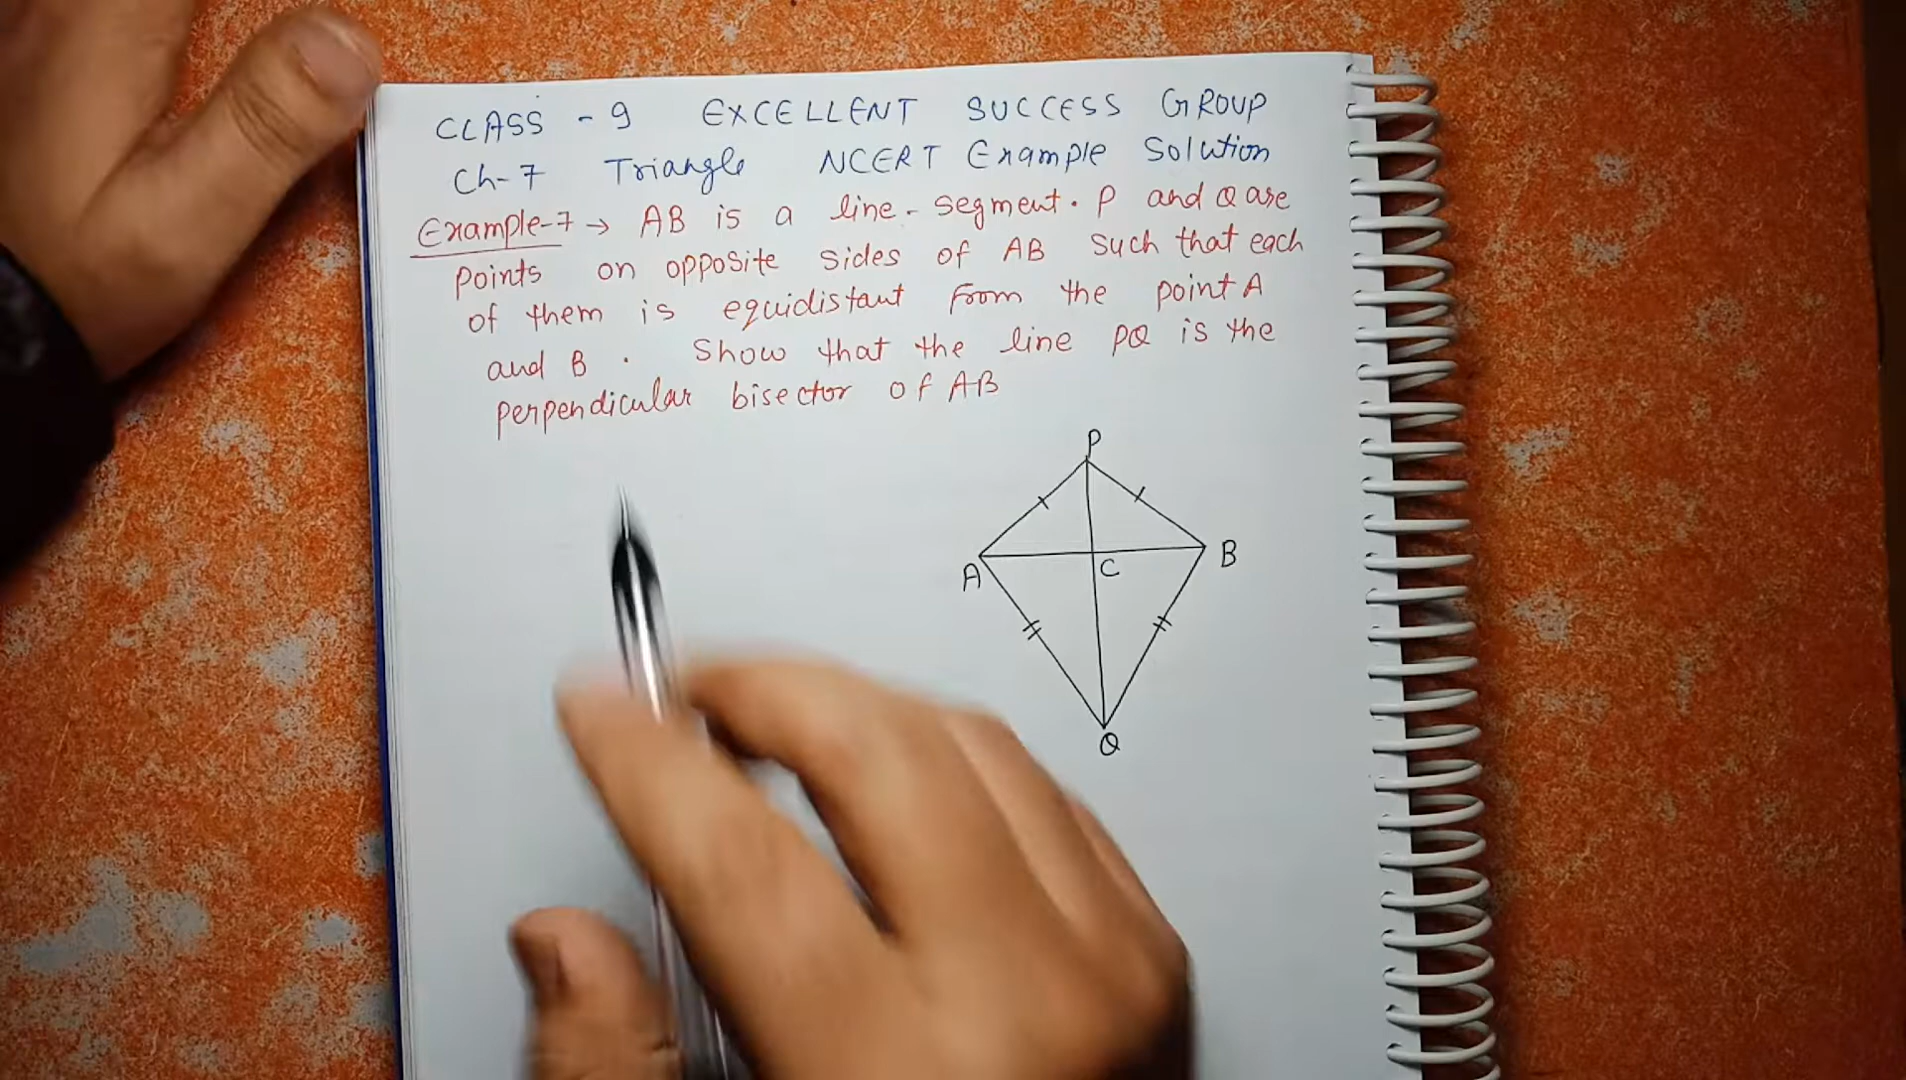 CLASS - 9 EXCELLENT SUCCESS GROUP
Ch-7 Triangle NCERT Example Solution
Example-7 → AB is a line-segment. P and Q are
points on opposite sides of AB such that each
of them is equidistant from the point A
and B. Show that the line PQ is the
perpendicular bisector of AB
P
A
C
B
Q